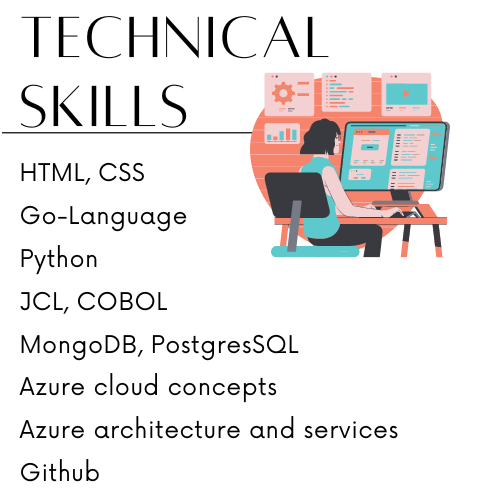 TECHNICAL
SKILLS
HTML, CSS
Go-Language
Python
JCL, COBOL
MongoDB, PostgresSQL
Azure cloud concepts
Azure architecture and services
Github